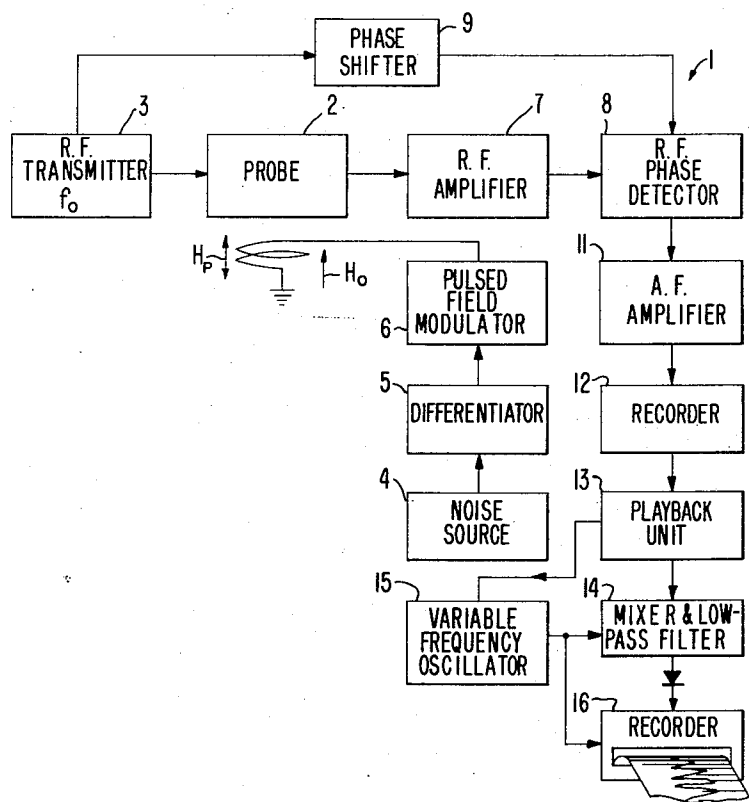 9
PHASE
SHIFTER
1
3
R.F.
TRANSMITTER
fo
2
PROBE
7
R.F.
AMPLIFIER
8
R.F.
PHASE
DETECTOR
Hp
Ho
PULSED
FIELD
MODULATOR
6
11
A.F.
AMPLIFIER
5
DIFFERENTIATOR
12
RECORDER
4
NOISE
SOURCE
13
PLAYBACK
UNIT
15
VARIABLE
FREQUENCY
OSCILLATOR
14
MIXER & LOW-
PASS FILTER
16
RECORDER